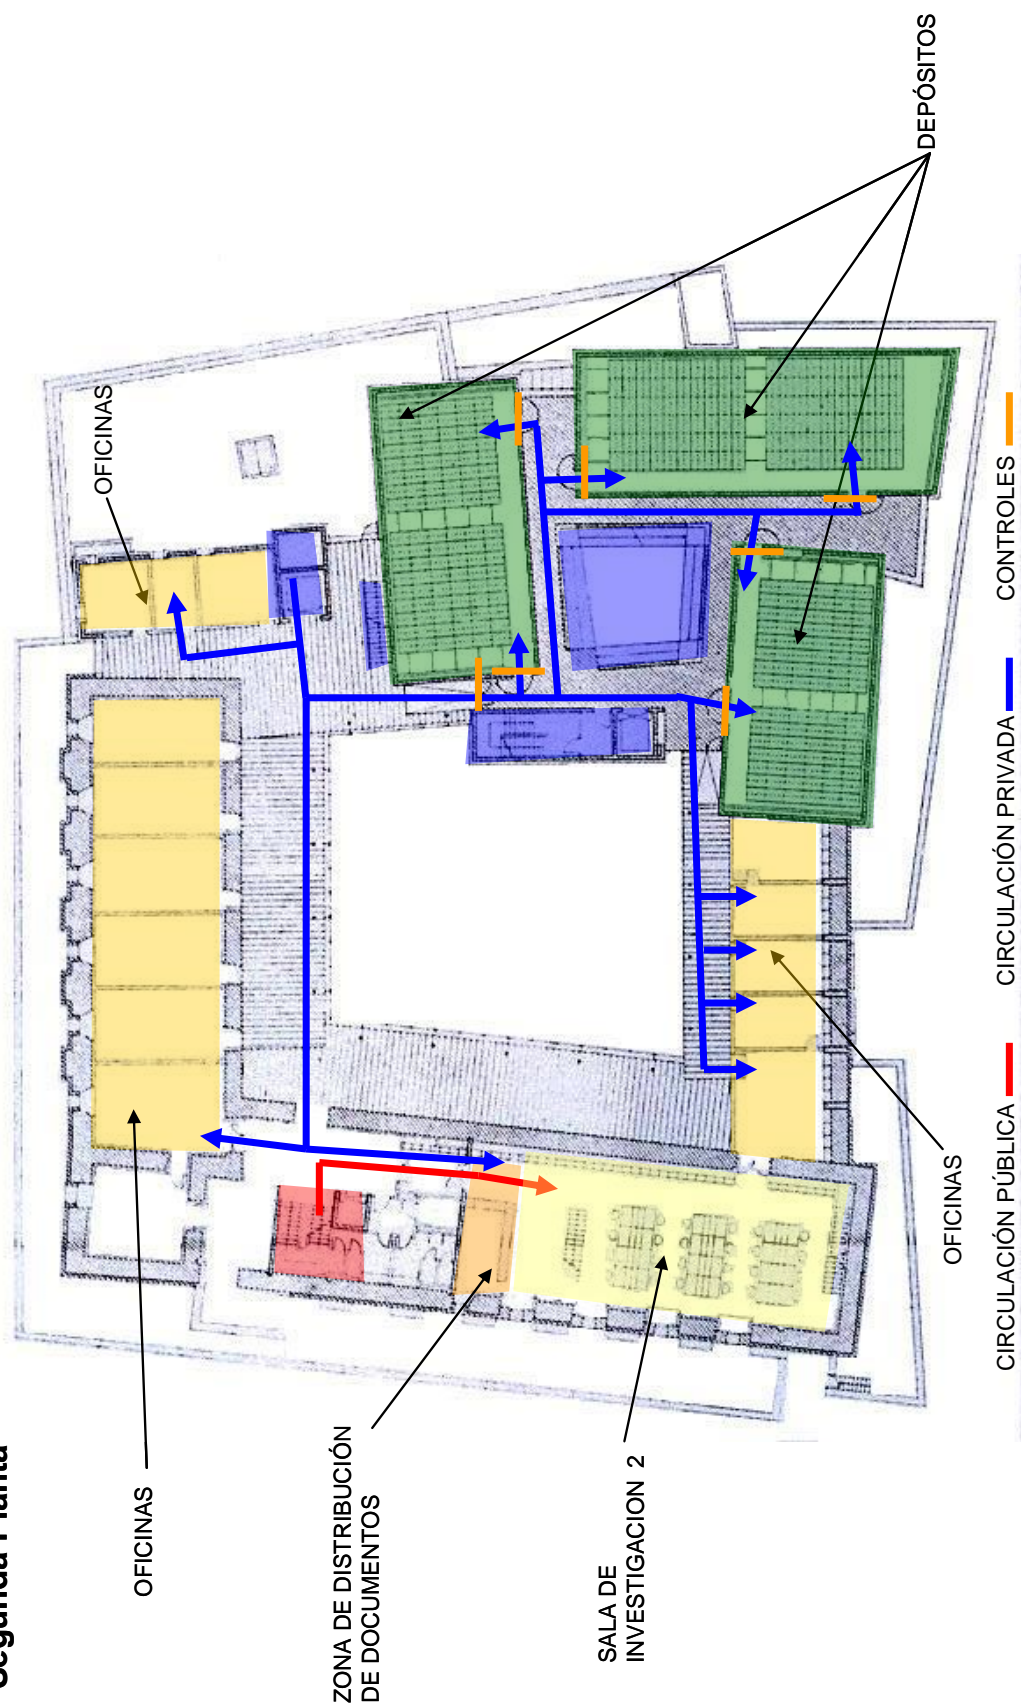 Segunda Planta
OFICINAS
OFICINAS
ZONA DE DISTRIBUCIÓN
DE DOCUMENTOS
SALA DE
INVESTIGACION 2
DEPÓSITOS
OFICINAS
CIRCULACIÓN PÚBLICA
CIRCULACIÓN PRIVADA
CONTROLES